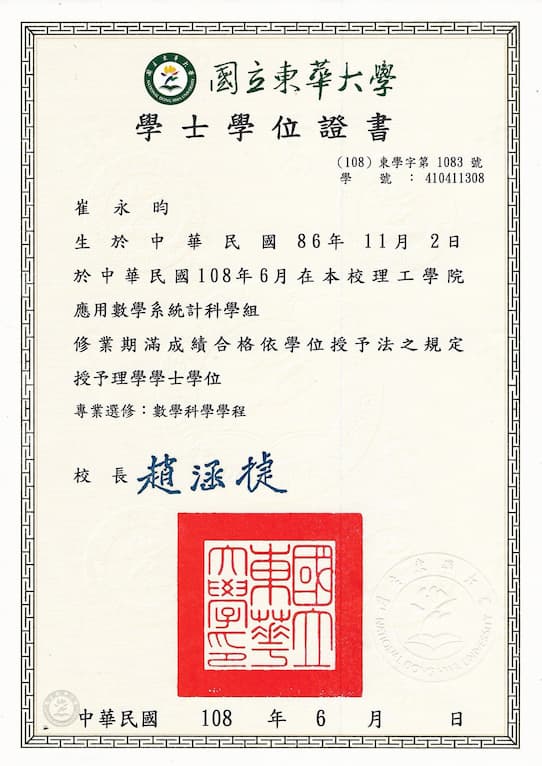 國立東華大學
學士學位證書
（108）東學字第 1083 號
學 號：410411308
崔永昀
生於中華民國 86年 11月 2日
於中華民國108年6月在本校理工學院
應用數學系統計科學組
修業期滿成績合格依學位授予法之規定
授予理學學士學位
專業選修：數學科學學程
校長 趙涵㨗
國立東華大學印
中華民國 108 年 6 月 日